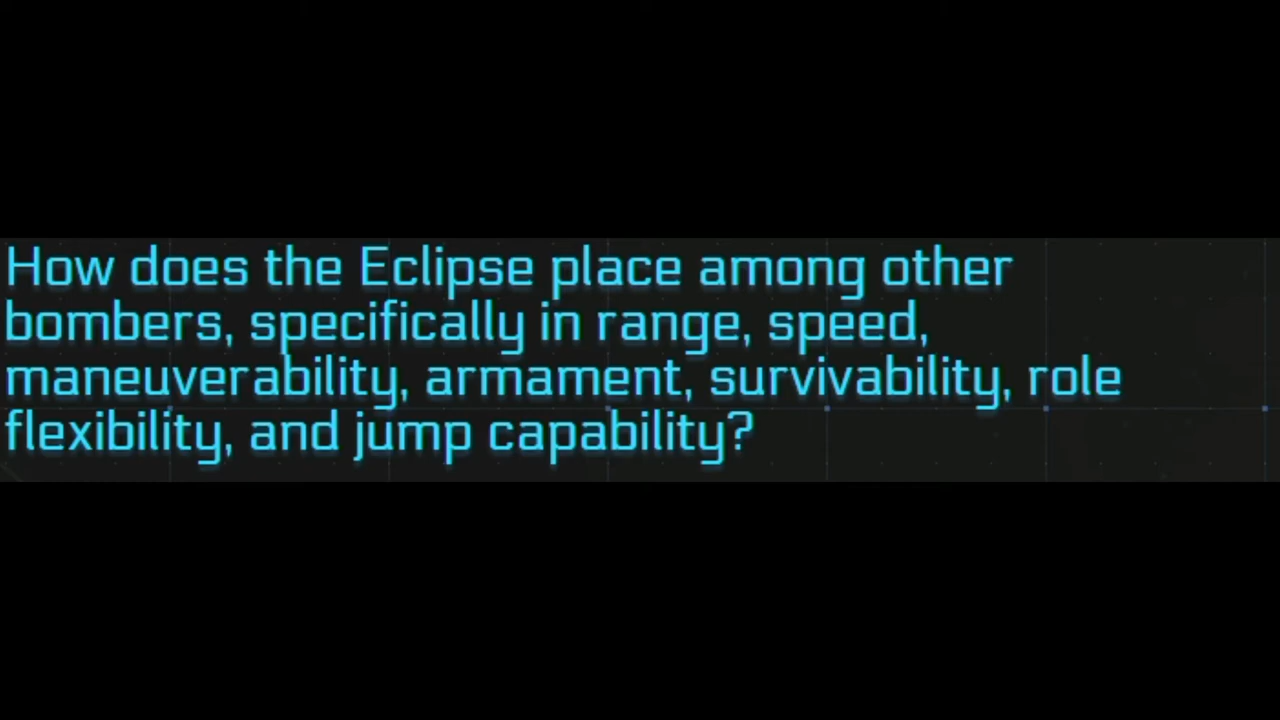 How does the Eclipse place among other
bombers, specifically in range, speed,
maneuverability, armament, survivability, role
flexibility, and jump capability?